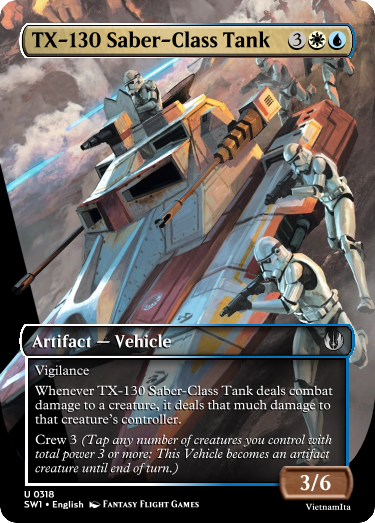 TX-130 Saber-Class Tank 3
Artifact — Vehicle
Vigilance
Whenever TX-130 Saber-Class Tank deals combat
damage to a creature, it deals that much damage to
that creature's controller.
Crew 3 (Tap any number of creatures you control with
total power 3 or more: This Vehicle becomes an artifact
creature until end of turn.)
3/6
U 0318
SW1 • English FANTASY FLIGHT GAMES
VietnamIta